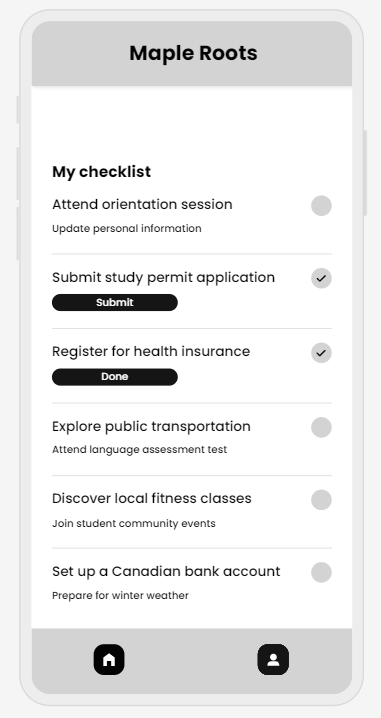 Maple Roots
My checklist
Attend orientation session
Update personal information
Submit study permit application
Submit
Register for health insurance
Done
Explore public transportation
Attend language assessment test
Discover local fitness classes
Join student community events
Set up a Canadian bank account
Prepare for winter weather